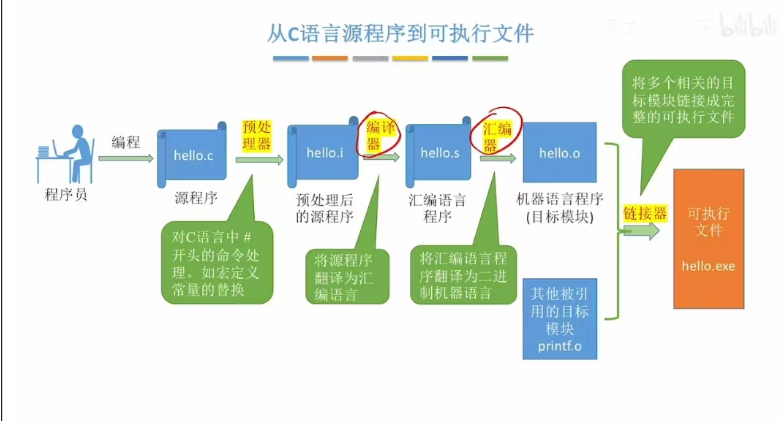 从C语言源程序到可执行文件
bilibili
将多个相关的目
标模块链接成完
整的可执行文件
编程
预处
理器
编译
器
汇编
器
hello.c
hello.i
hello.s
hello.o
程序员
源程序
预处理后
的源程序
汇编语言
程序
机器语言程序
(目标模块)
链接器
可执行
文件
hello.exe
对C语言中 #
开头的命令处
理。如宏定义
常量的替换
将源程序
翻译为汇
编语言
将汇编语言程
序翻译为二进
制机器语言
其他被引
用的目标
模块
printf.o